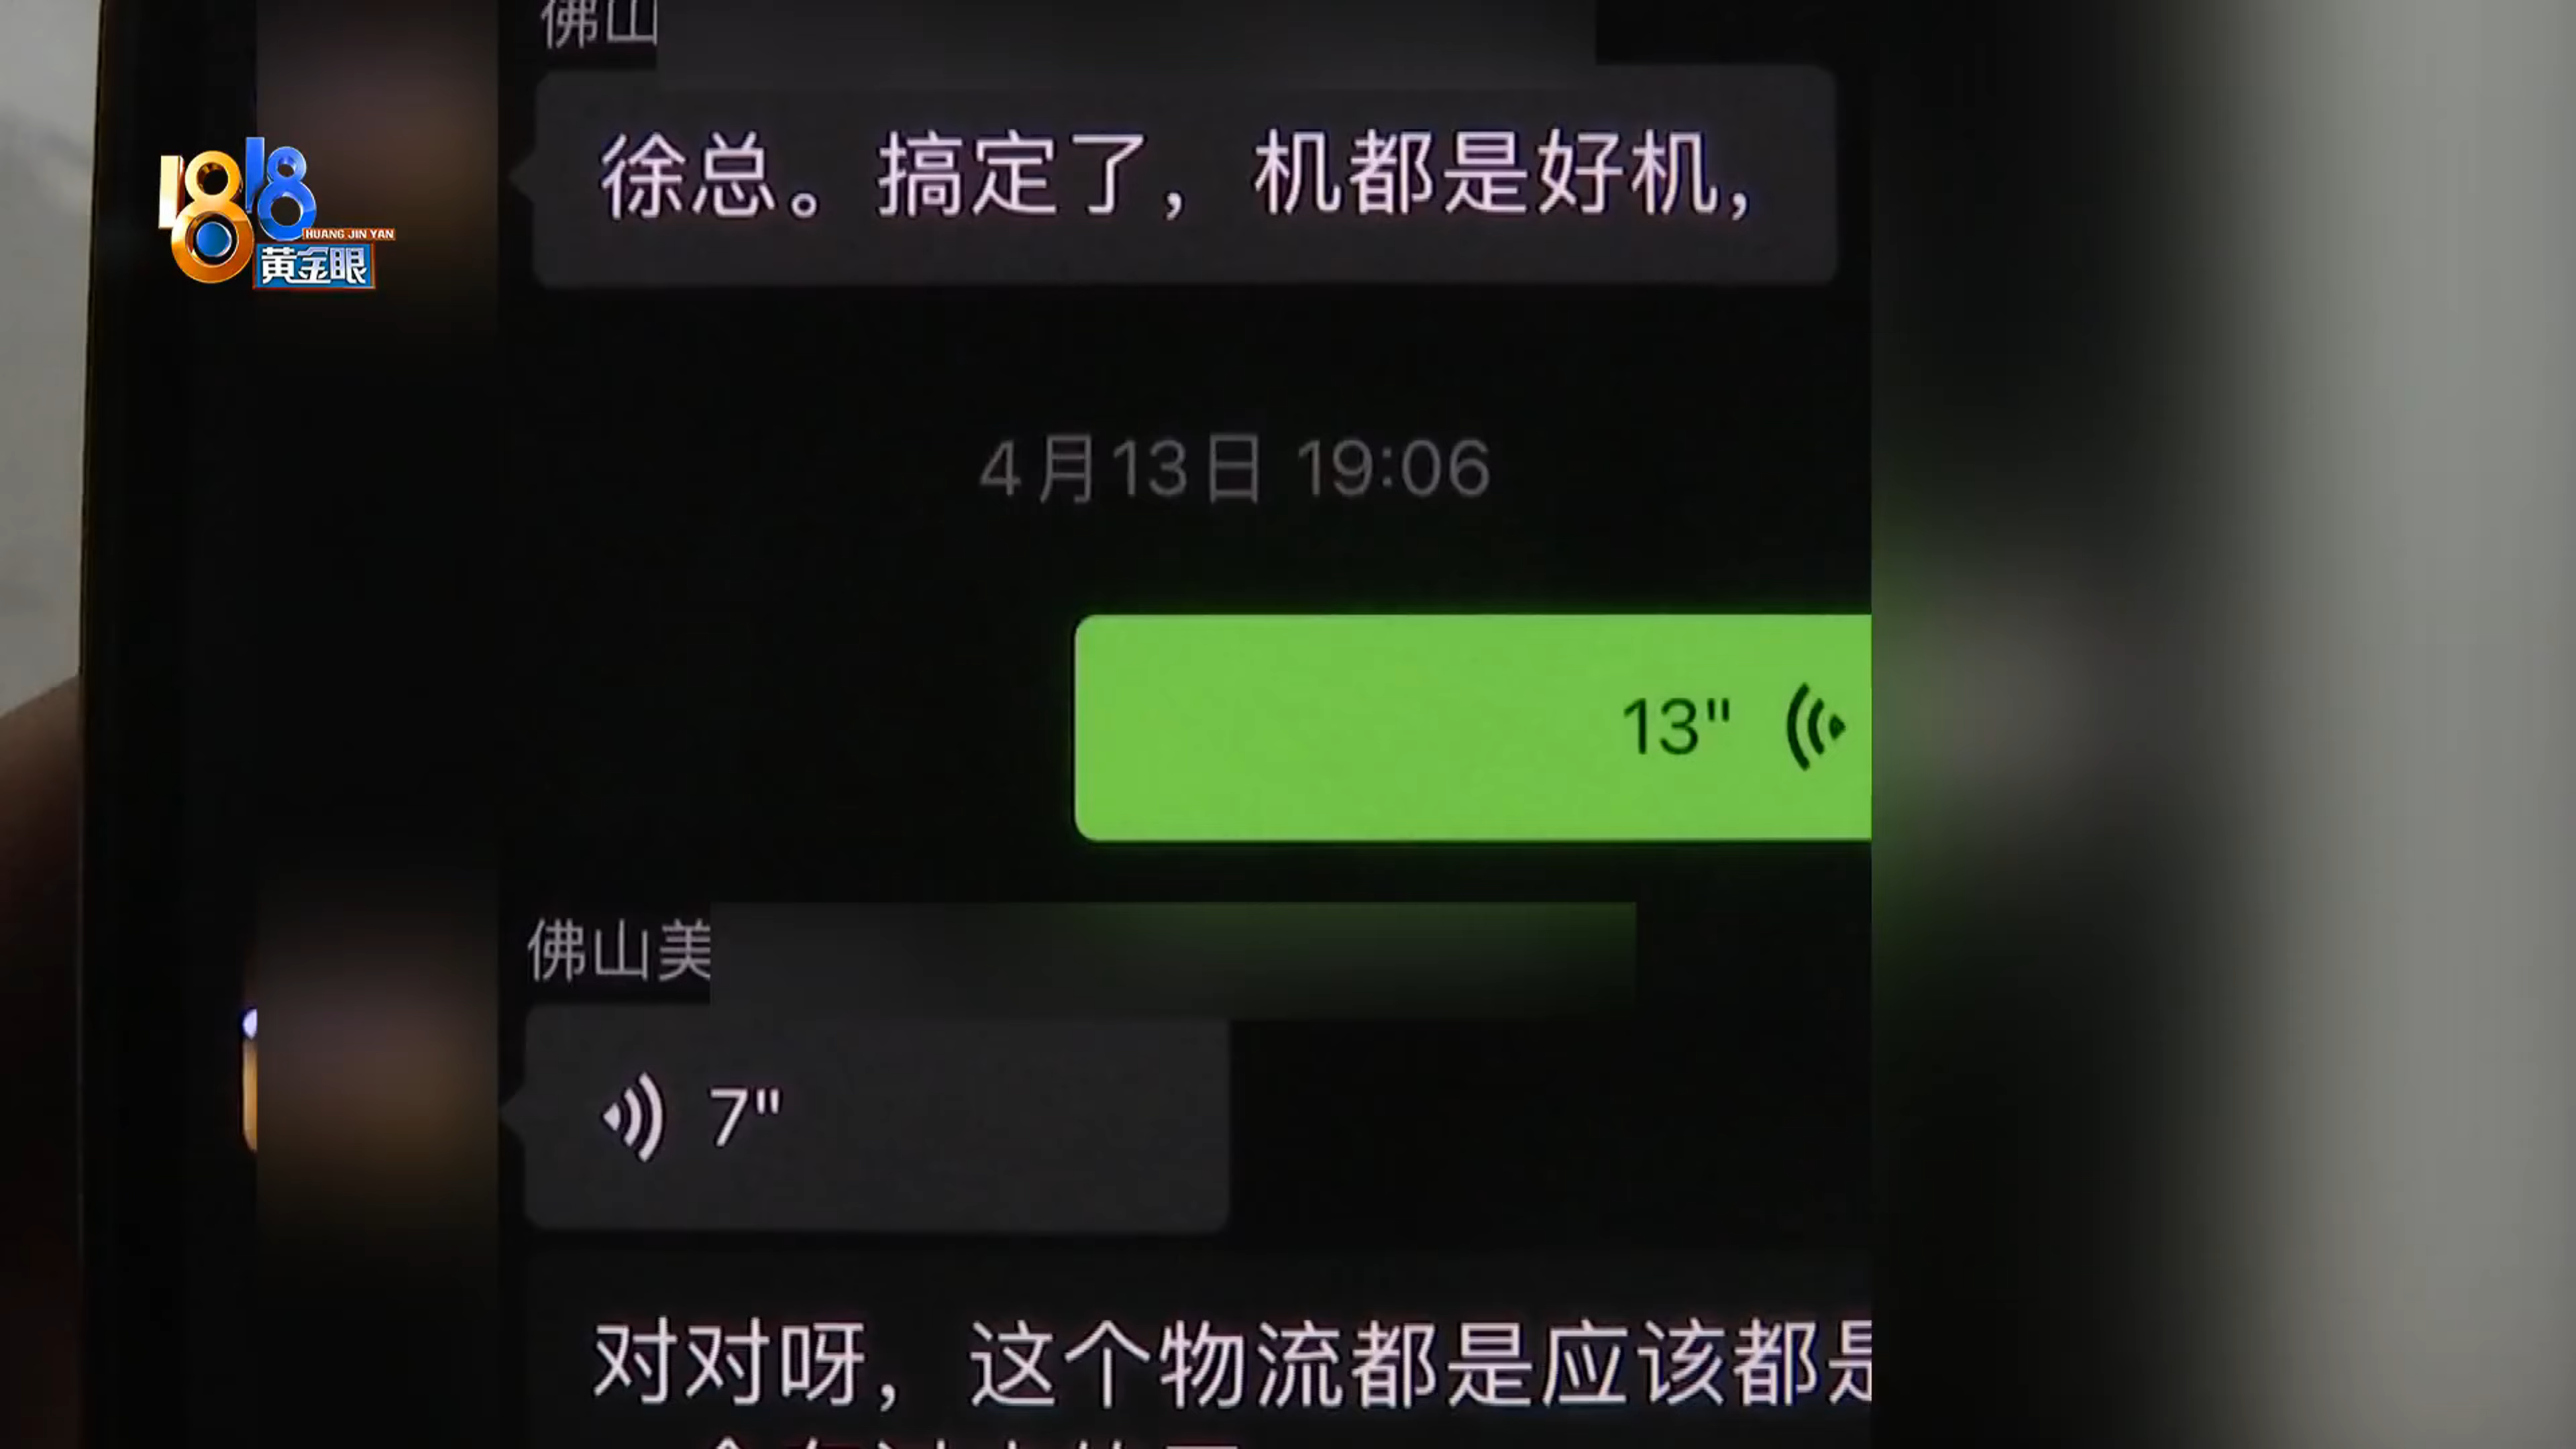 佛山
徐总。搞定了，机都是好机，
1818
HUANG JIN YAN
黄金眼
4月13日 19:06
13"
佛山美
7"
对对呀，这个物流都是应该都是